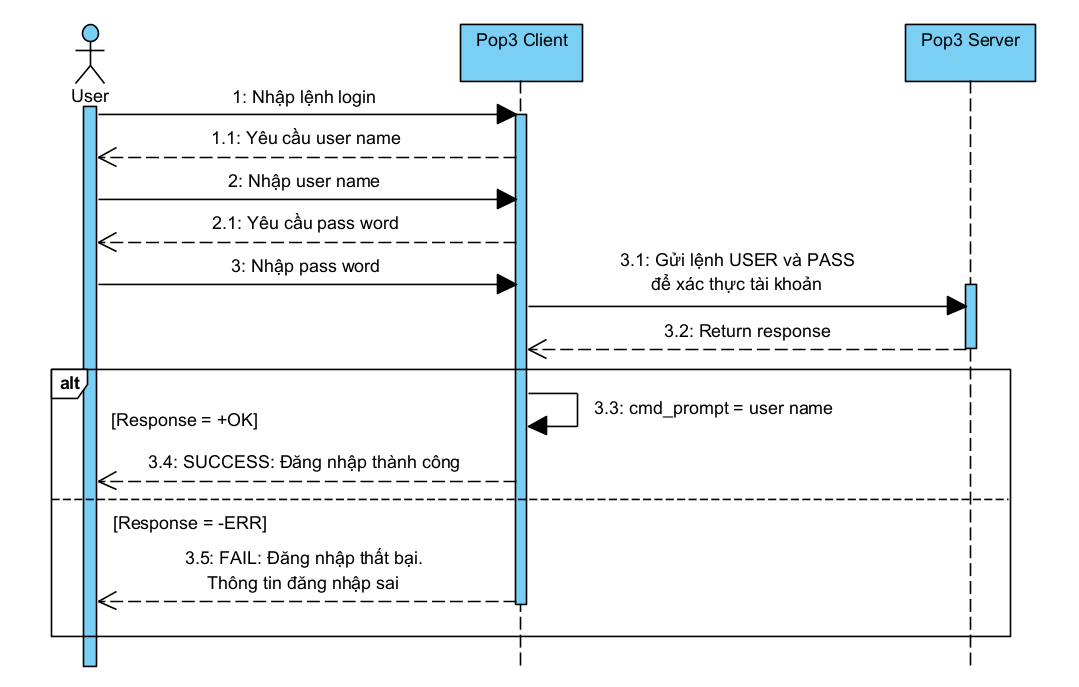 Pop3 Client
Pop3 Server
User
1: Nhập lệnh login
1.1: Yêu cầu user name
2: Nhập user name
2.1: Yêu cầu pass word
3: Nhập pass word
3.1: Gửi lệnh USER và PASS
để xác thực tài khoản
3.2: Return response
alt
3.3: cmd_prompt = user name
[Response = +OK]
3.4: SUCCESS: Đăng nhập thành công
[Response = -ERR]
3.5: FAIL: Đăng nhập thất bại.
Thông tin đăng nhập sai